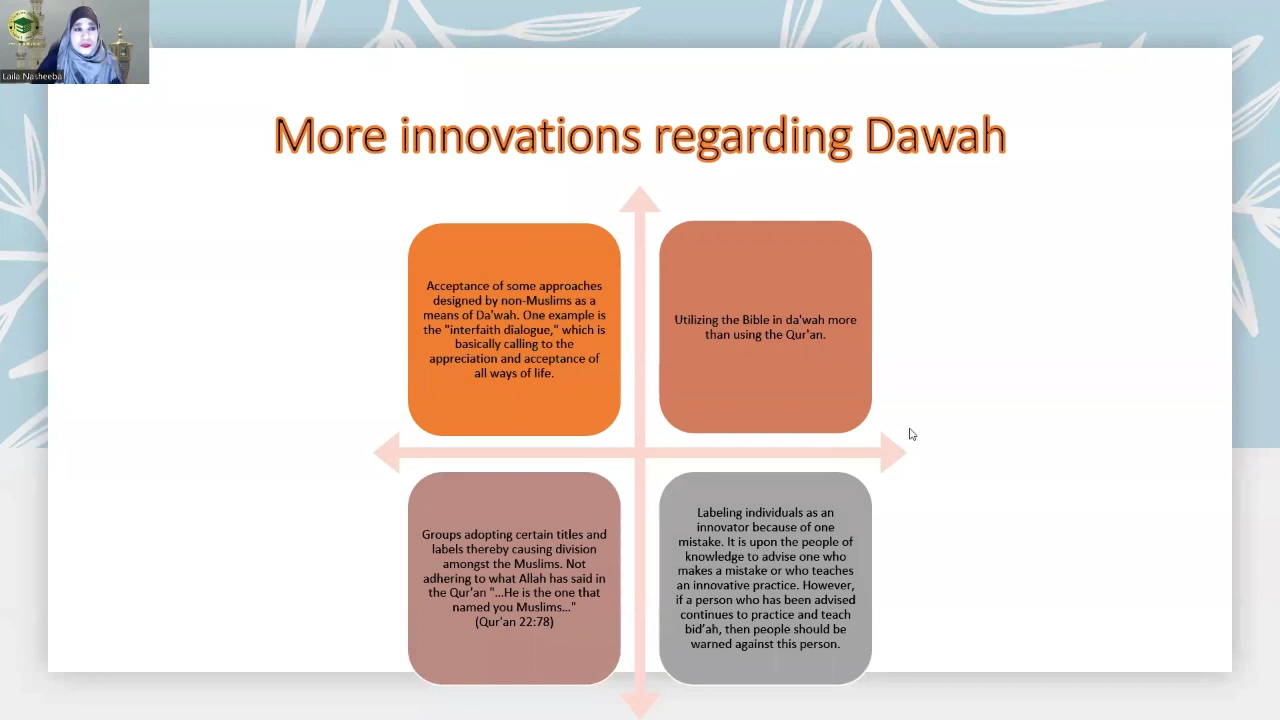 Laila Nasheeba
More innovations regarding Dawah
Acceptance of some approaches
designed by non-Muslims as a
means of Da'wah. One example is
the "interfaith dialogue," which is
basically calling to the
appreciation and acceptance of
all ways of life.
Utilizing the Bible in da'wah more
than using the Qur'an.
Groups adopting certain titles and
labels thereby causing division
amongst the Muslims. Not
adhering to what Allah has said in
the Qur'an "...He is the one that
named you Muslims..."
(Qur'an 22:78)
Labeling individuals as an
innovator because of one
mistake. It is upon the people of
knowledge to advise one who
makes a mistake or who teaches
an innovative practice. However,
if a person who has been advised
continues to practice and teach
bid’ah, then people should be
warned against this person.